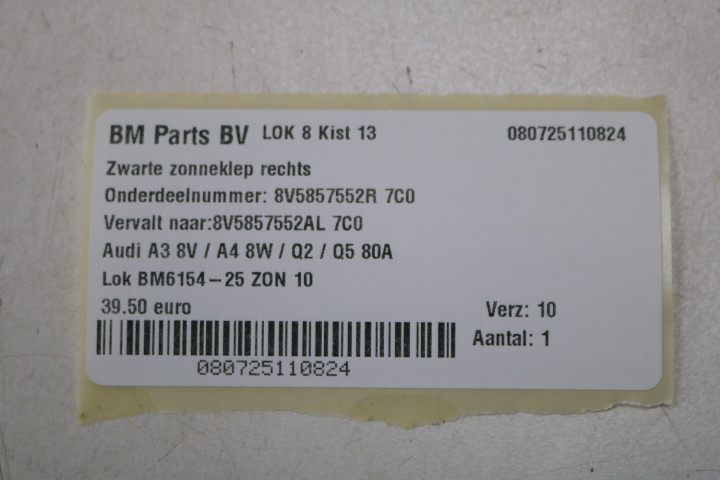 BM Parts BV LOK 8 Kist 13 080725110824
Zwarte zonneklep rechts
Onderdeelnummer: 8V5857552R 7C0
Vervalt naar:8V5857552AL 7C0
Audi A3 8V / A4 8W / Q2 / Q5 80A
Lok BM6154-25 ZON 10
39.50 euro Verz: 10
Aantal: 1
080725110824